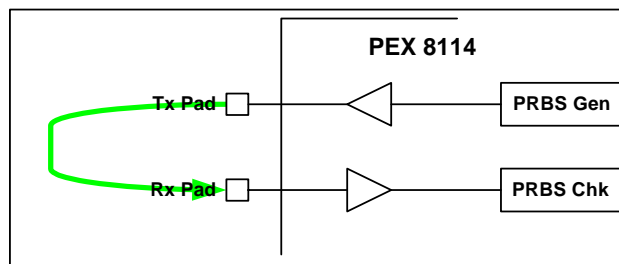 PEX 8114
Tx Pad
PRBS Gen
Rx Pad
PRBS Chk